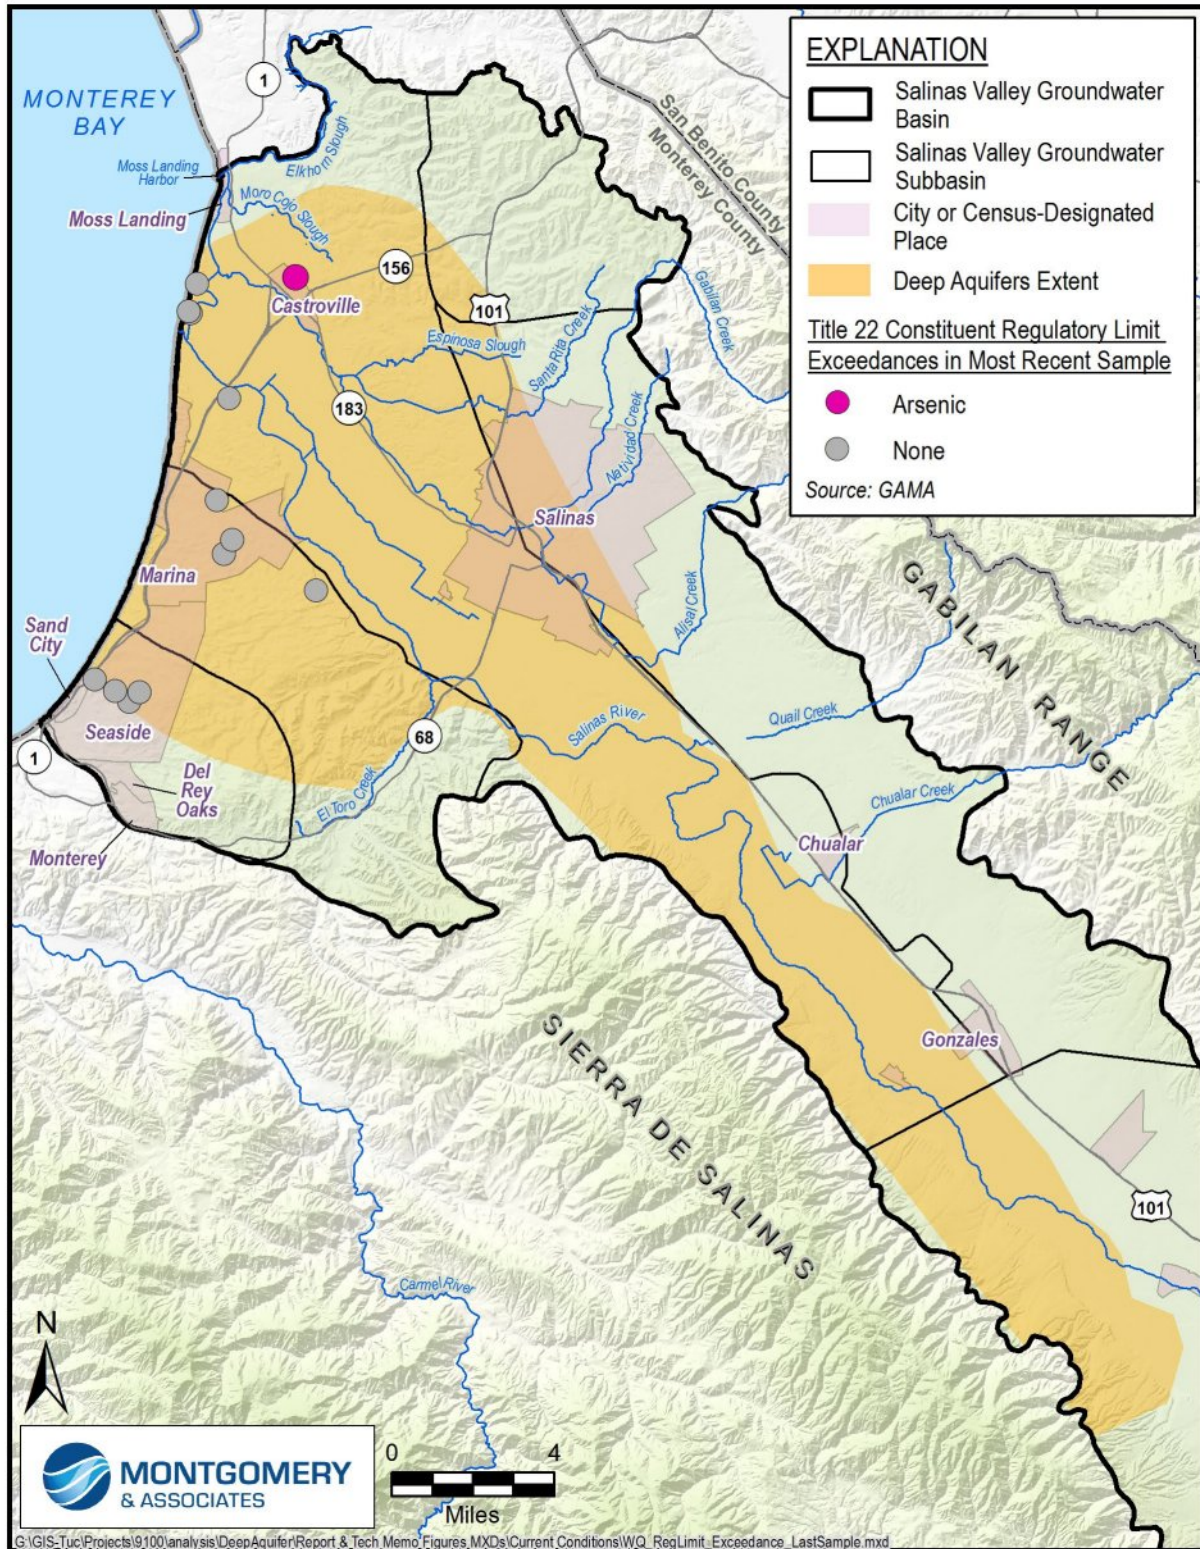 EXPLANATION
Salinas Valley Groundwater
Basin
Salinas Valley Groundwater
Subbasin
City or Census-Designated
Place
Deep Aquifers Extent
Title 22 Constituent Regulatory Limit
Exceedances in Most Recent Sample
Arsenic
None
Source: GAMA
1
MONTEREY
BAY
San Benito County
Monterey County
Elkhorn Slough
Moss Landing
Harbor
Moro Cojo Slough
Moss Landing
156
Castroville
101
Gabilan Creek
Espinosa Slough
Santa Rita Creek
183
Natividad Creek
Salinas
Marina
Alisal Creek
GABILAN RANGE
Sand
City
Seaside
Salinas River
Quail Creek
68
1
Del
Rey
Oaks
El Toro Creek
Chualar Creek
Monterey
Chualar
Gonzales
SIERRA DE SALINAS
101
Carmel River
N
MONTGOMERY
& ASSOCIATES
0 4
Miles
G:\GIS-Tuc\Projects\9100\analysis\DeepAquifer\Report & Tech Memo Figures MXDs\Current Conditions\WQ_RegLimit_Exceedance_LastSample.mxd